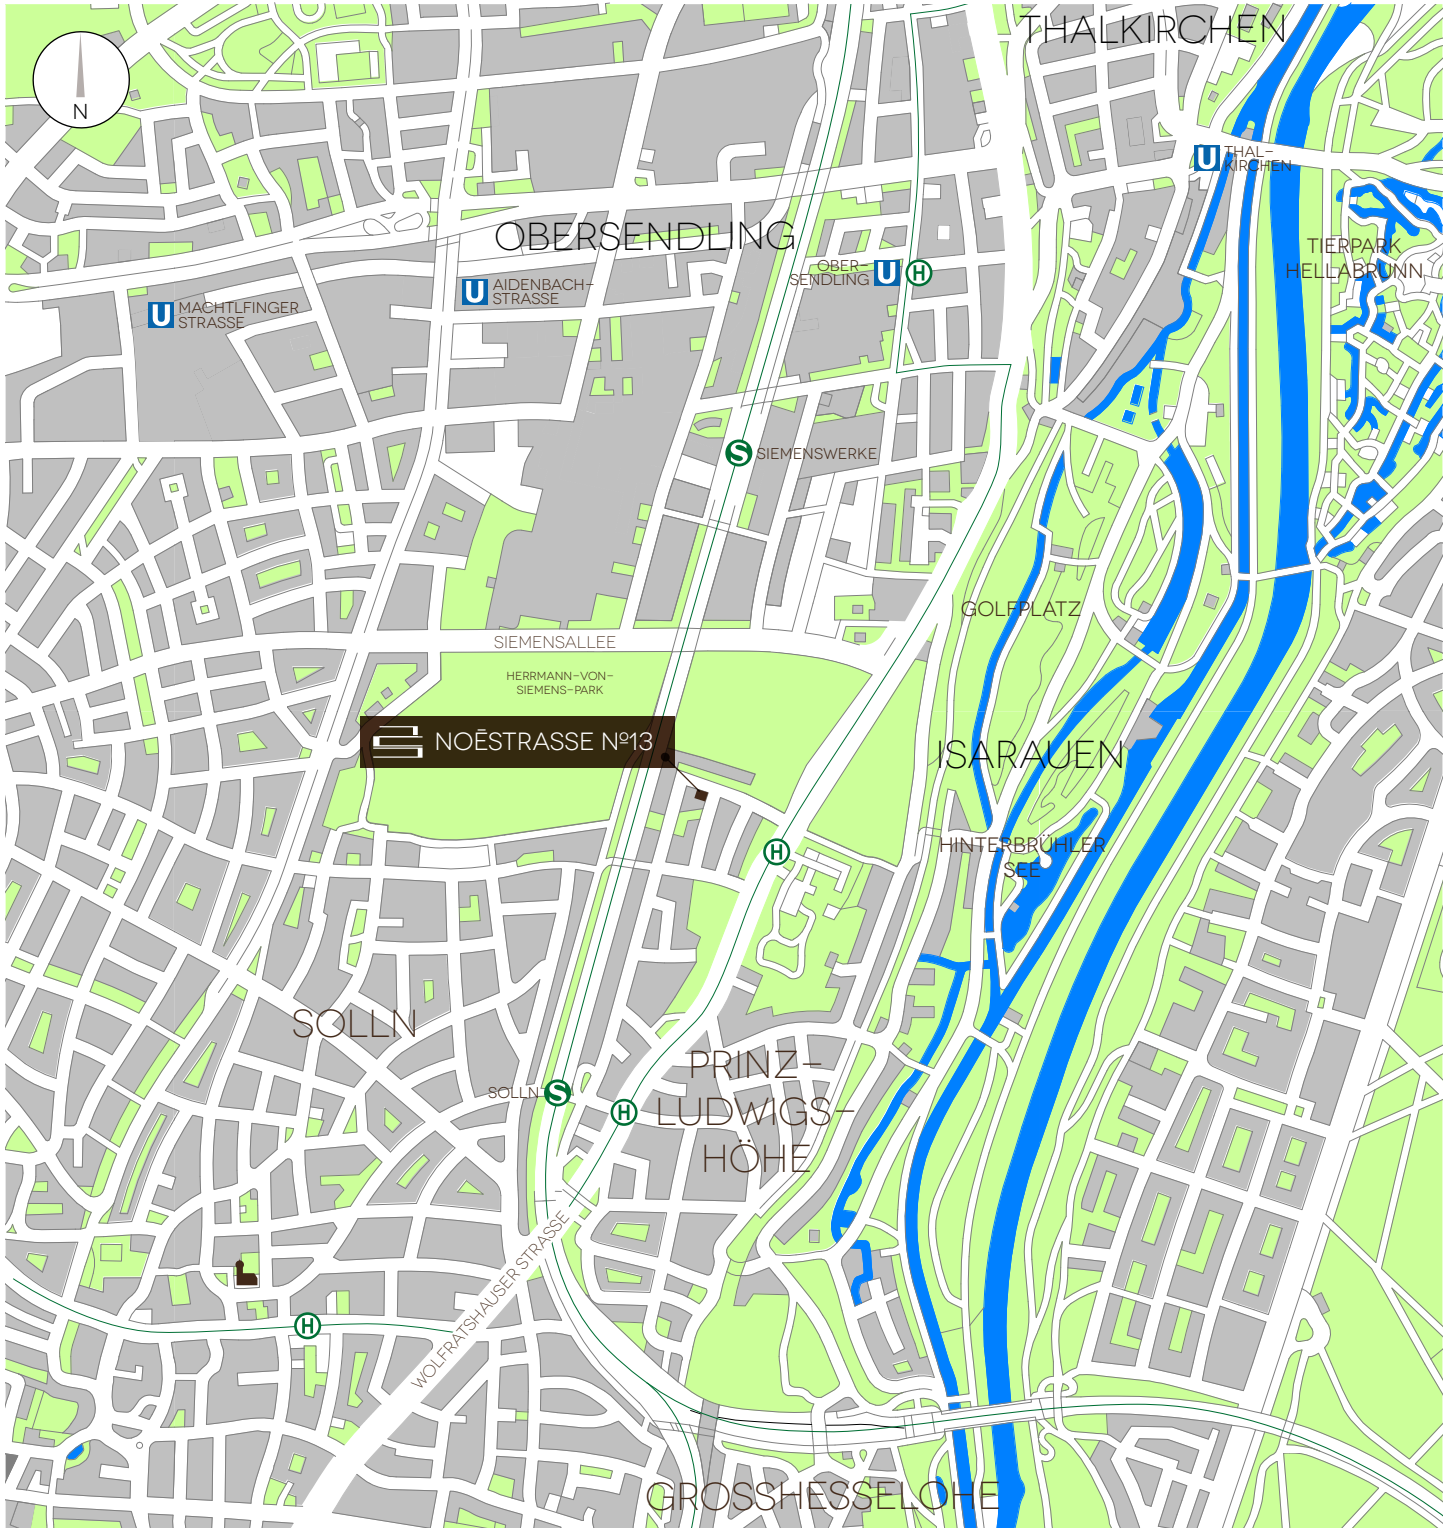 THALKIRCHEN
N
U THAL-
KIRCHEN
OBERSENDLING
TIERPARK
HELLABRUNN
OBER-
SENDLING U H
U AIDENBACH-
STRASSE
U MACHTLFINGER
STRASSE
S SIEMENSWERKE
GOLFPLATZ
SIEMENSALLEE
HERRMANN-VON-
SIEMENS-PARK
NOĒSTRASSE Nº13
ISARAUEN
HINTERBRÜHLER
SEE
H
SOLLN
PRINZ-
LUDWIGS-
HÖHE
SOLLN S
H
WOLFRATSHAUSER STRASSE
H
GROSSHESSELOHE